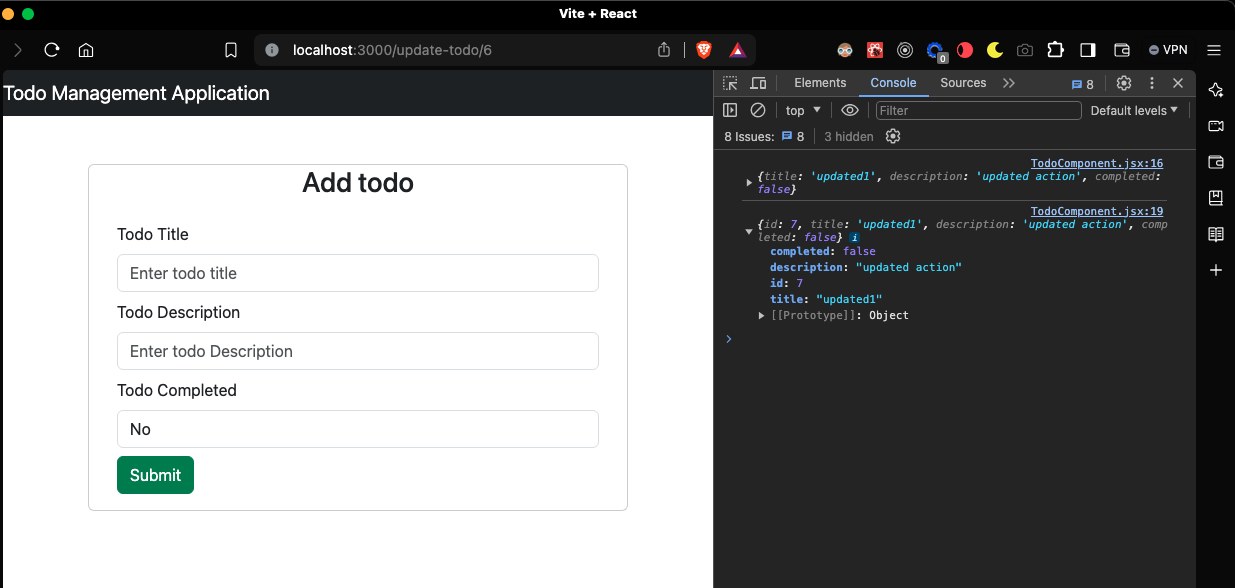 Vite + React
localhost:3000/update-todo/6
0
VPN
Todo Management Application
Elements Console Sources 8
top Filter Default levels
8 Issues: 8 3 hidden
TodoComponent.jsx:16
{title: 'updated1', description: 'updated action', completed:
false}
TodoComponent.jsx:19
{id: 7, title: 'updated1', description: 'updated action', comp
leted: false} i
completed: false
description: "updated action"
id: 7
title: "updated1"
[[Prototype]]: Object
Add todo
Todo Title
Enter todo title
Todo Description
Enter todo Description
Todo Completed
No
Submit